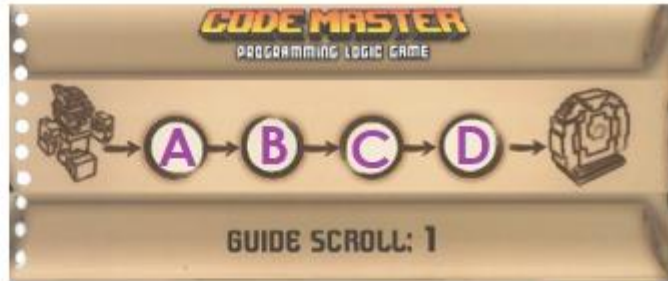 CODE MASTER
PROGRAMMING LOGIC GAME
A B C D
GUIDE SCROLL: 1